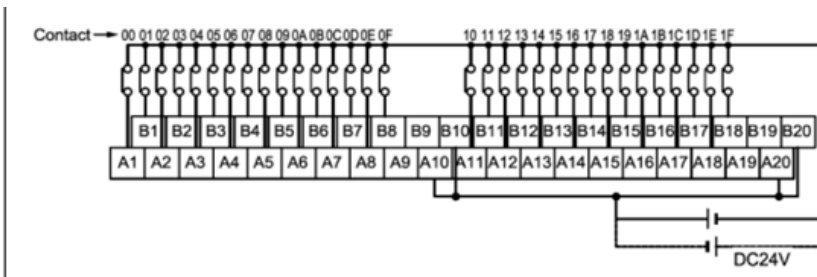 Contact 00 01 02 03 04 05 06 07 08 09 0A 0B 0C 0D 0E 0F 10 11 12 13 14 15 16 17 18 19 1A 1B 1C 1D 1E 1F
B1 B2 B3 B4 B5 B6 B7 B8 B9 B10 B11 B12 B13 B14 B15 B16 B17 B18 B19 B20
A1 A2 A3 A4 A5 A6 A7 A8 A9 A10 A11 A12 A13 A14 A15 A16 A17 A18 A19 A20
DC24V